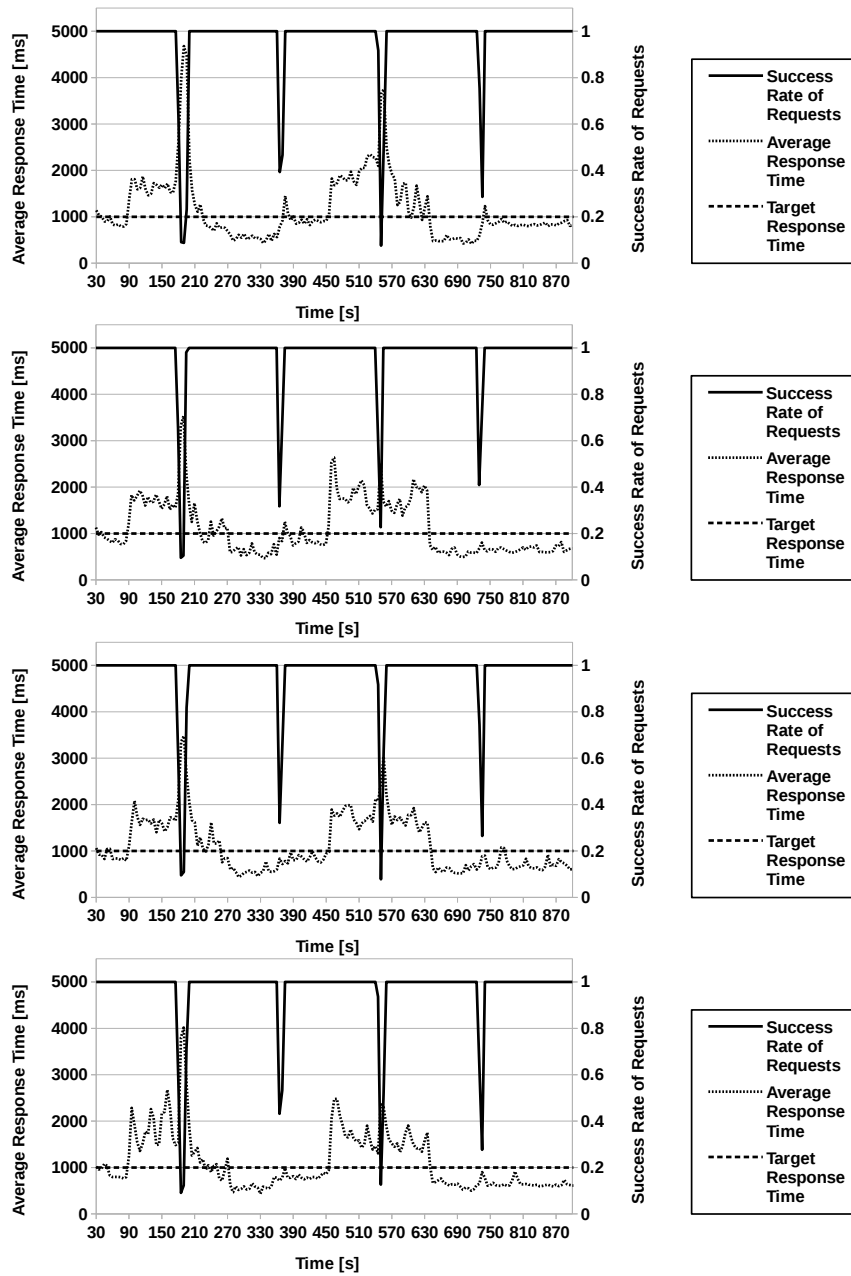 Average Response Time [ms]
5000
4000
3000
2000
1000
0
30 90 150 210 270 330 390 450 510 570 630 690 750 810 870
Time [s]
1
0.8
0.6
0.4
0.2
0
Success Rate of Requests
Success
Rate of
Requests
Average
Response
Time
Target
Response
Time
Average Response Time [ms]
5000
4000
3000
2000
1000
0
30 90 150 210 270 330 390 450 510 570 630 690 750 810 870
Time [s]
1
0.8
0.6
0.4
0.2
0
Success Rate of Requests
Success
Rate of
Requests
Average
Response
Time
Target
Response
Time
Average Response Time [ms]
5000
4000
3000
2000
1000
0
30 90 150 210 270 330 390 450 510 570 630 690 750 810 870
Time [s]
1
0.8
0.6
0.4
0.2
0
Success Rate of Requests
Success
Rate of
Requests
Average
Response
Time
Target
Response
Time
Average Response Time [ms]
5000
4000
3000
2000
1000
0
30 90 150 210 270 330 390 450 510 570 630 690 750 810 870
Time [s]
1
0.8
0.6
0.4
0.2
0
Success Rate of Requests
Success
Rate of
Requests
Average
Response
Time
Target
Response
Time